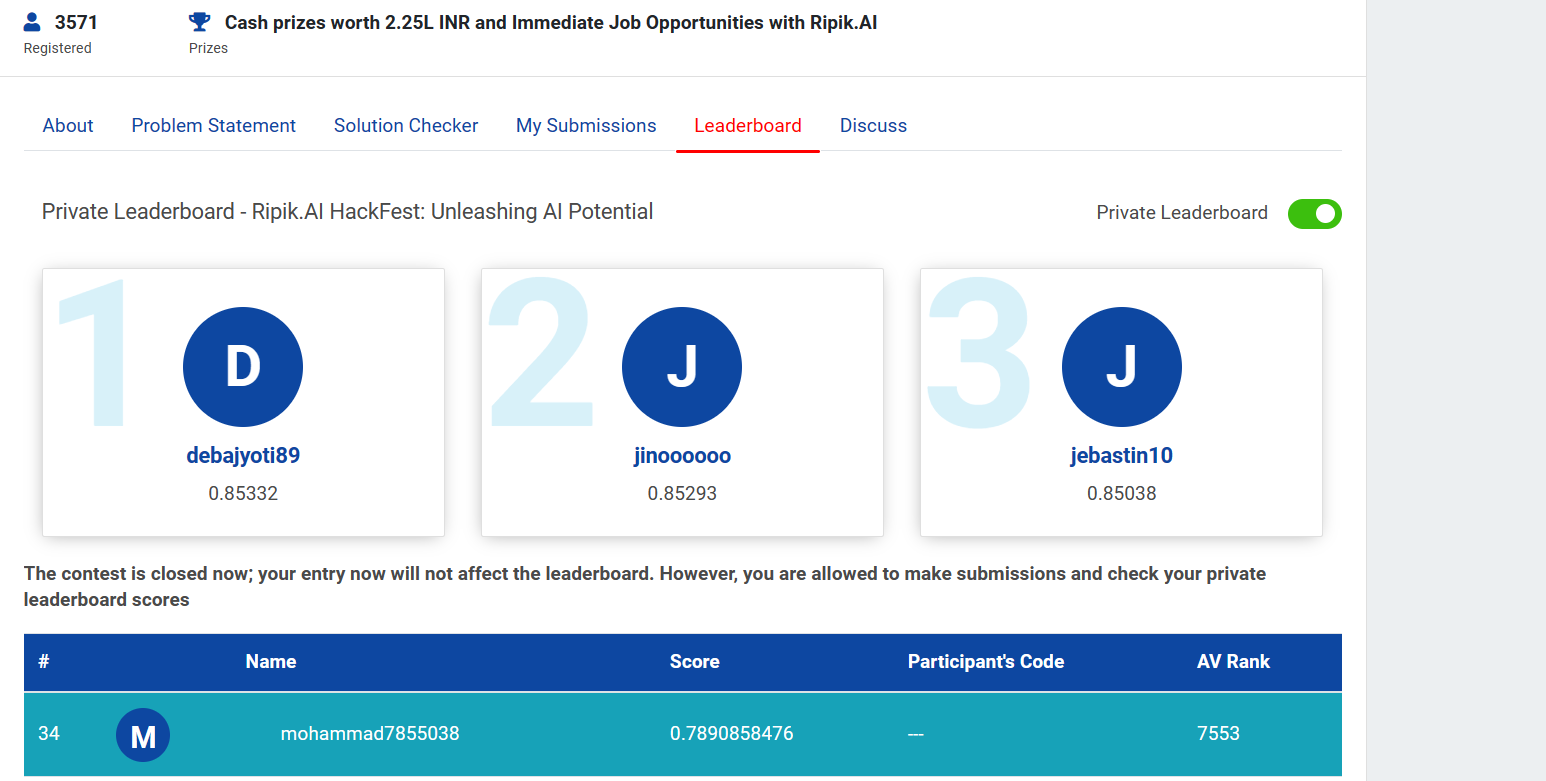 3571
Registered
Cash prizes worth 2.25L INR and Immediate Job Opportunities with Ripik.AI
Prizes
About Problem Statement Solution Checker My Submissions Leaderboard Discuss
Private Leaderboard - Ripik.AI HackFest: Unleashing AI Potential
Private Leaderboard
1
D
debajyoti89
0.85332
2
J
jinoooooo
0.85293
3
J
jebastin10
0.85038
The contest is closed now; your entry now will not affect the leaderboard. However, you are allowed to make submissions and check your private
leaderboard scores
# Name Score Participant's Code AV Rank
34 M mohammad7855038 0.7890858476 --- 7553